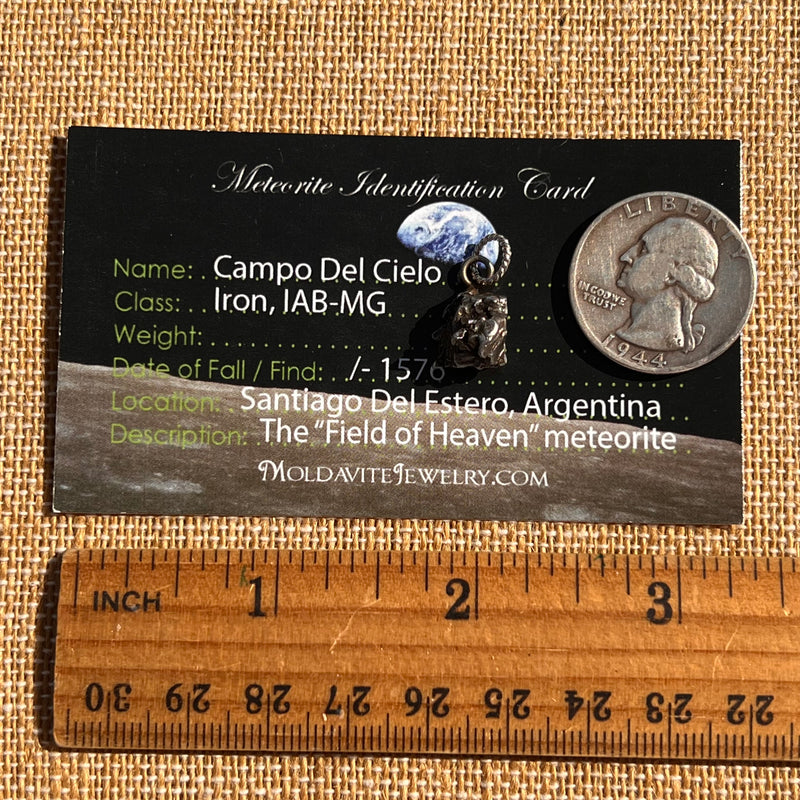 Meteorite Identification Card
Name: . Campo Del Cielo
Class: . . Iron, IAB-MG
Weight:
Date of Fall / Find: . /- 1576
Location: . Santiago Del Estero, Argentina
Description: . The “Field of Heaven” meteorite
MOLDAVITEJEWELRY.COM
LIBERTY
IN GOD WE
TRUST
1944
INCH 1 2 3
30 29 28 27 26 25 24 23 22